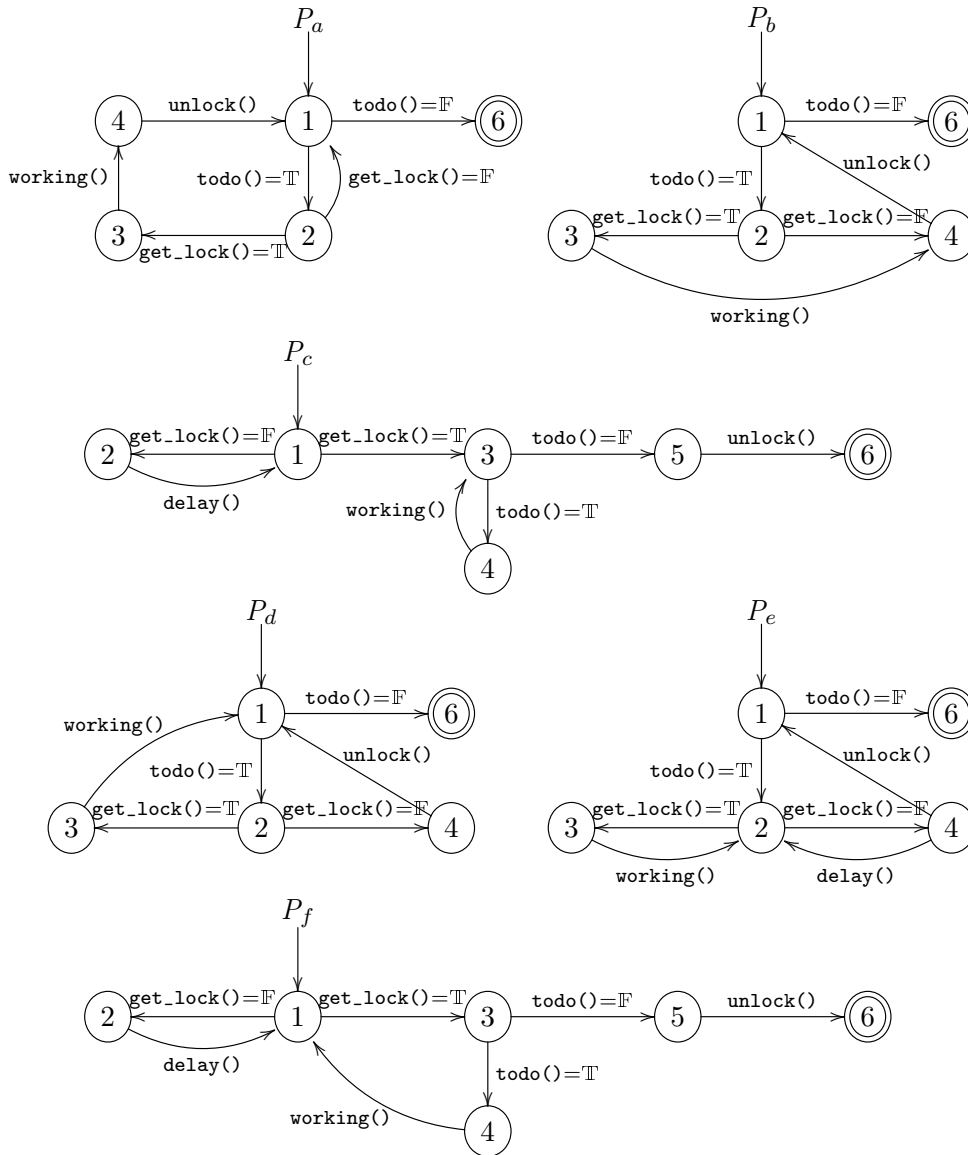 P_a P_b
4 unlock() 1 todo()=𝔽 6 1 todo()=𝔽 6
working() todo()=𝕋 get_lock()=𝔽 todo()=𝕋 unlock()
3 get_lock()=𝕋 2 3 get_lock()=𝕋 2 get_lock()=𝔽 4
working()
P_c
2 get_lock()=𝔽 1 get_lock()=𝕋 3 todo()=𝔽 5 unlock() 6
delay() working() todo()=𝕋
4
P_d P_e
working() 1 todo()=𝔽 6 1 todo()=𝔽 6
todo()=𝕋 unlock() todo()=𝕋 unlock()
3 get_lock()=𝕋 2 get_lock()=𝔽 4 3 get_lock()=𝕋 2 get_lock()=𝔽 4
working() delay()
P_f
2 get_lock()=𝔽 1 get_lock()=𝕋 3 todo()=𝔽 5 unlock() 6
delay() todo()=𝕋
working() 4